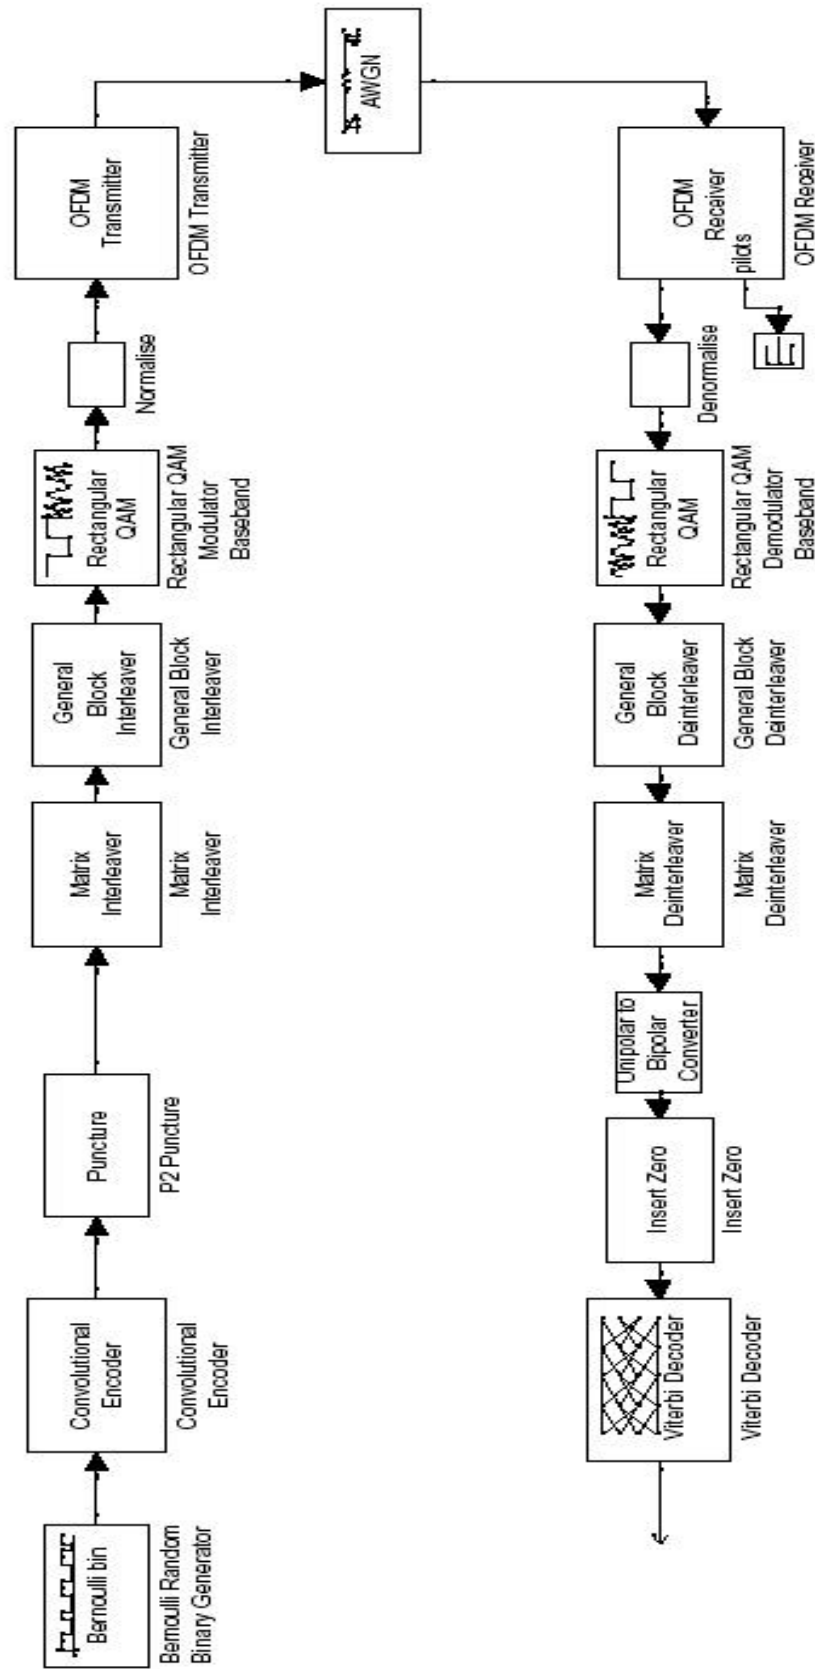 Bernoulli bin
Bernoulli Random
Binary Generator
Convolutional
Encoder
Convolutional
Encoder
Puncture
P2 Puncture
Matrix
Interleaver
Matrix
Interleaver
General
Block
Interleaver
General Block
Interleaver
Rectangular
QAM
Rectangular QAM
Modulator
Baseband
Normalise
OFDM
Transmitter
OFDM Transmitter
AWGN
OFDM
Receiver
pilots
OFDM Receiver
Denormalise
Rectangular
QAM
Rectangular QAM
Demodulator
Baseband
General
Block
Deinterleaver
General Block
Deinterleaver
Matrix
Deinterleaver
Matrix
Deinterleaver
Unipolar to
Bipolar
Converter
Insert Zero
Insert Zero
Viterbi Decoder
Viterbi Decoder